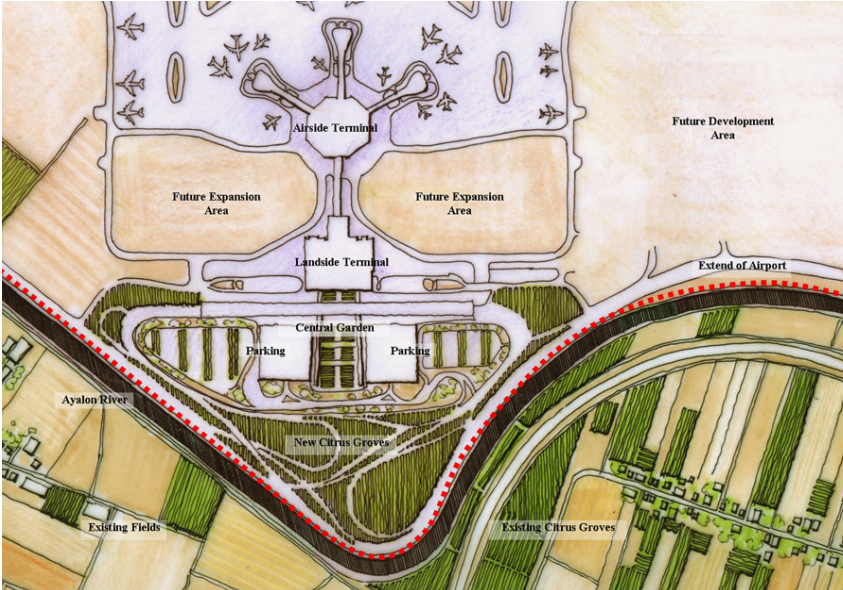 Airside Terminal
Future Development
Area
Future Expansion
Area
Future Expansion
Area
Landside Terminal
Extend of Airport
Central Garden
Parking
Parking
Ayalon River
New Citrus Groves
Existing Fields
Existing Citrus Groves